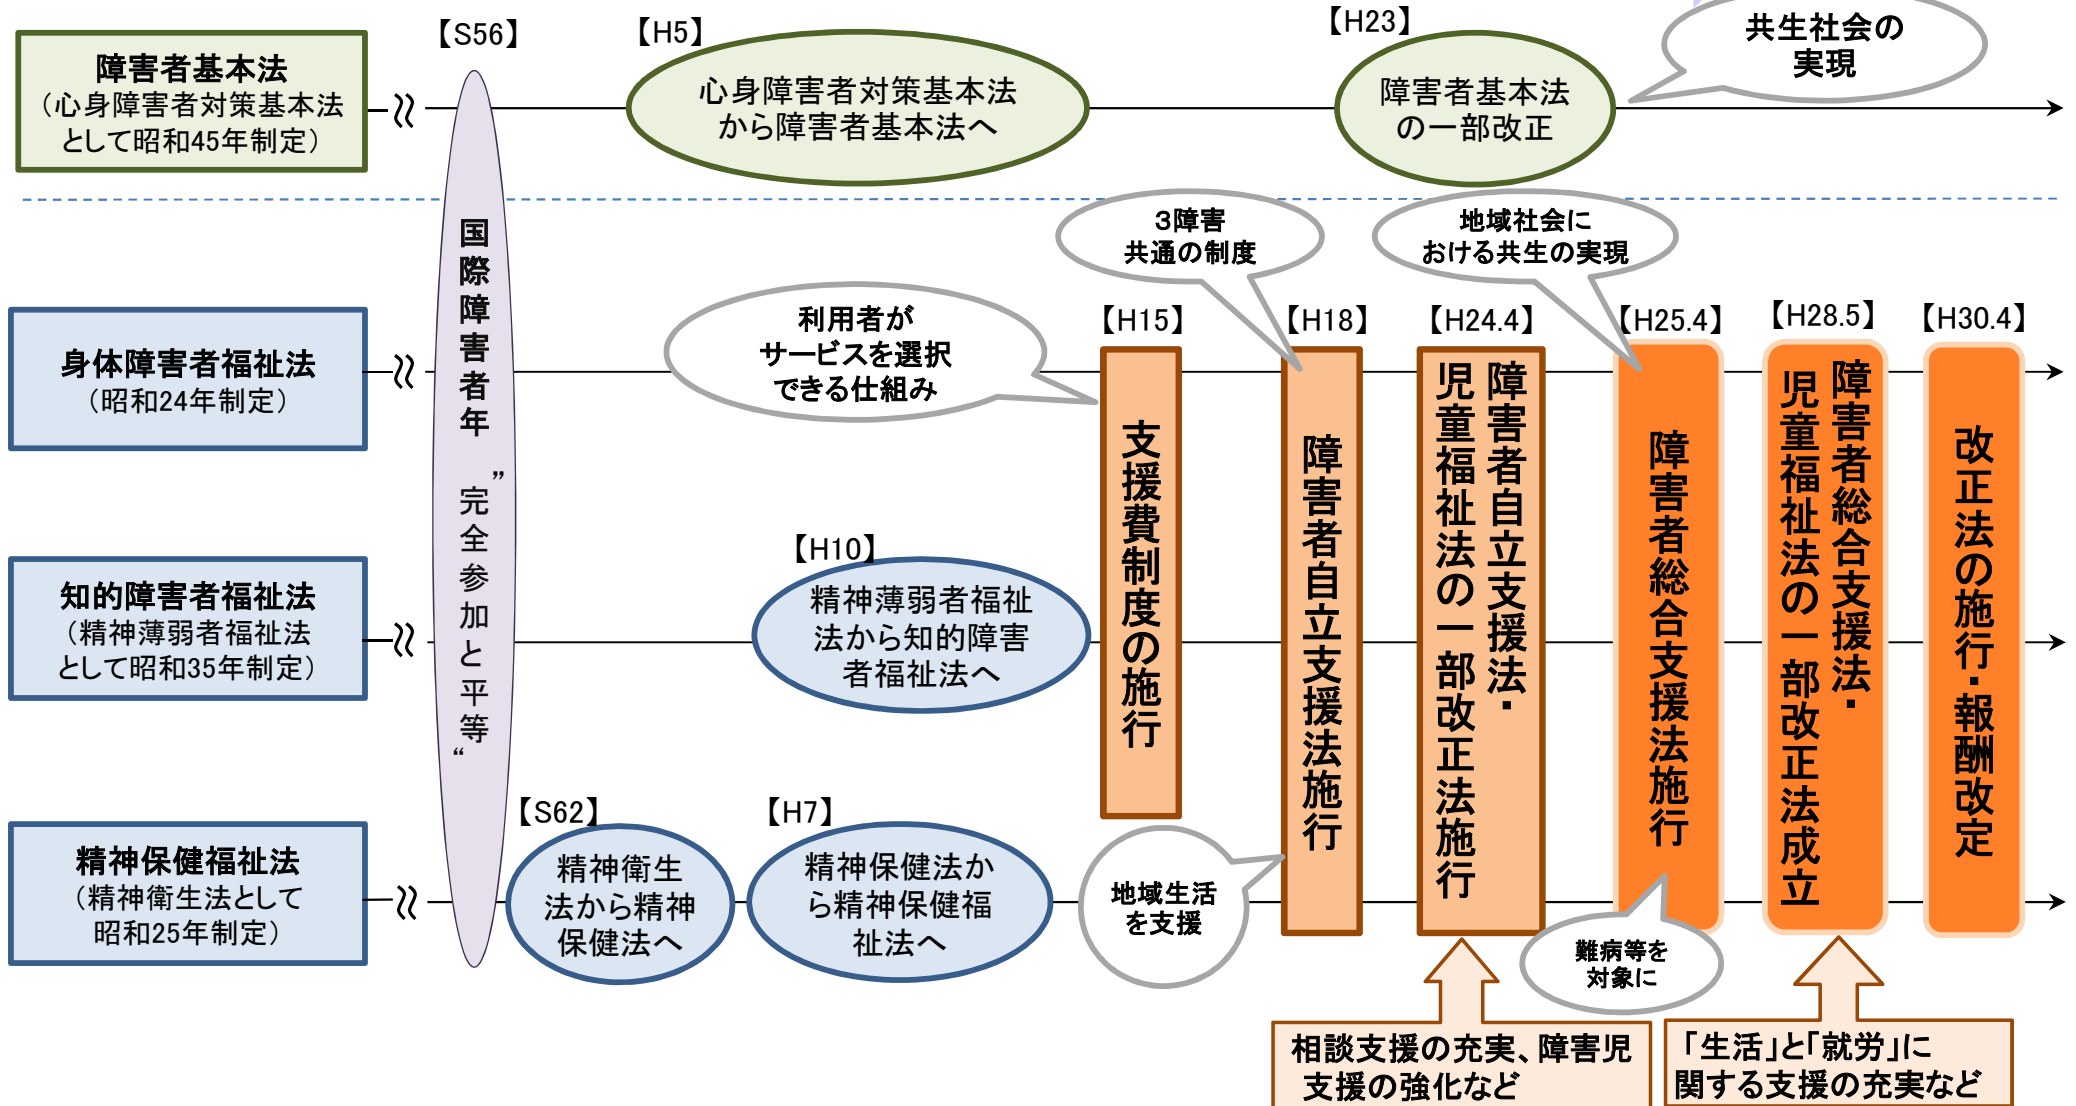 【S56】
【H5】
【H23】
共生社会の
実現
障害者基本法
（心身障害者対策基本法
として昭和45年制定）
心身障害者対策基本法
から障害者基本法へ
障害者基本法
の一部改正
国際障害者年 ”完全参加と平等“
3障害
共通の制度
地域社会に
おける共生の実現
利用者が
サービスを選択
できる仕組み
【H15】
【H18】
【H24.4】
【H25.4】
【H28.5】
【H30.4】
身体障害者福祉法
（昭和24年制定）
支援費制度の施行
障害者自立支援法施行
障害者自立支援法・
児童福祉法の一部改正法施行
障害者総合支援法施行
障害者総合支援法・
児童福祉法の一部改正法成立
改正法の施行・報酬改定
【H10】
知的障害者福祉法
（精神薄弱者福祉法
として昭和35年制定）
精神薄弱者福祉
法から知的障害
者福祉法へ
【S62】
【H7】
精神保健福祉法
（精神衛生法として
昭和25年制定）
精神衛生
法から精神
保健法へ
精神保健法か
ら精神保健福
祉法へ
地域生活
を支援
難病等を
対象に
相談支援の充実、障害児
支援の強化など
「生活」と「就労」に
関する支援の充実など